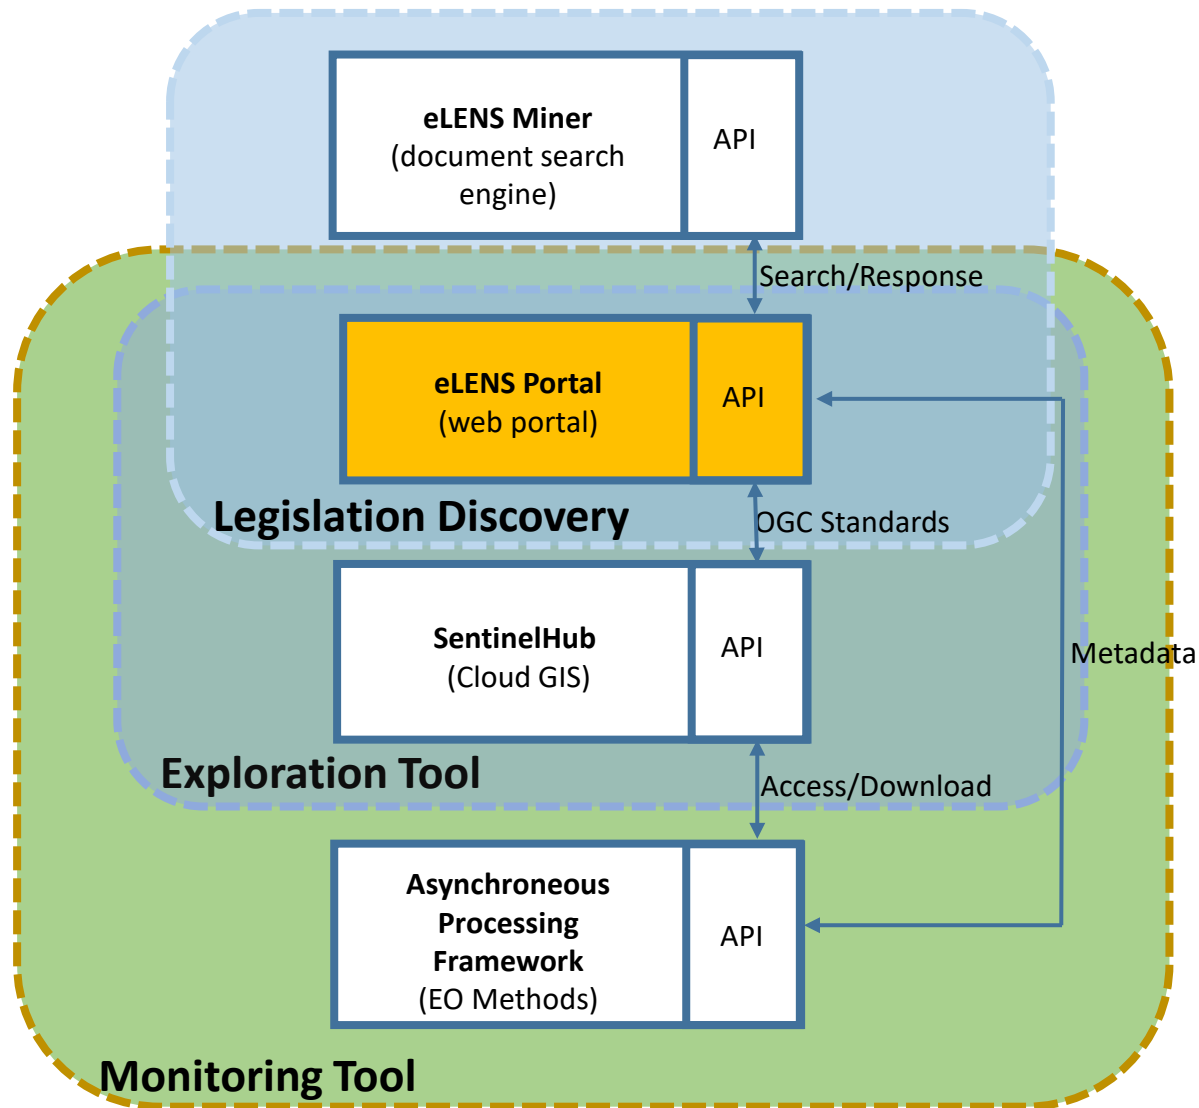 eLENS Miner
(document search
engine)
API
Search/Response
eLENS Portal
(web portal)
API
Legislation Discovery
OGC Standards
SentinelHub
(Cloud GIS)
API
Metadata
Exploration Tool
Access/Download
Asynchroneous
Processing
Framework
(EO Methods)
API
Monitoring Tool